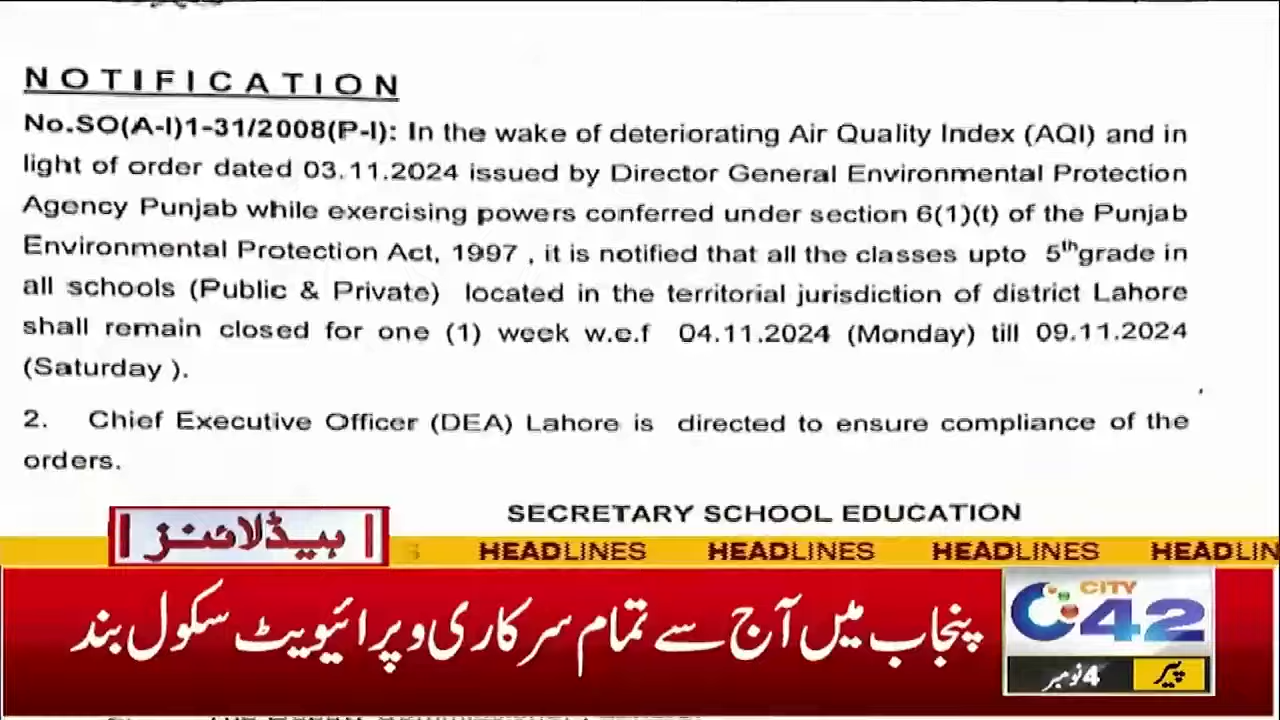 NOTIFICATION
No.SO(A-I)1-31/2008(P-I): In the wake of deteriorating Air Quality Index (AQI) and in
light of order dated 03.11.2024 issued by Director General Environmental Protection
Agency Punjab while exercising powers conferred under section 6(1)(t) of the Punjab
Environmental Protection Act, 1997 , it is notified that all the classes upto 5th grade in
all schools (Public & Private) located in the territorial jurisdiction of district Lahore
shall remain closed for one (1) week w.e.f 04.11.2024 (Monday) till 09.11.2024
(Saturday ).
2. Chief Executive Officer (DEA) Lahore is directed to ensure compliance of the
orders.
SECRETARY SCHOOL EDUCATION
ہیڈلائنز
HEADLINES HEADLINES HEADLINES HEADLIN
پنجاب میں آج سے تمام سرکاری و پرائیویٹ سکول بند
CITY
42
پیر
4 نومبر